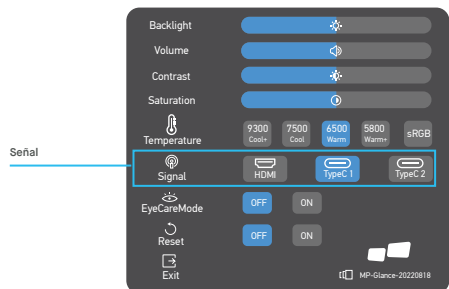 Backlight
Volume
Contrast
Saturation
Temperature
9300 Cool+
7500 Cool
6500 Warm
5800 Warm+
sRGB
Señal
Signal
HDMI
TypeC 1
TypeC 2
EyeCareMode
OFF
ON
Reset
OFF
ON
Exit
MP-Glance-20220818